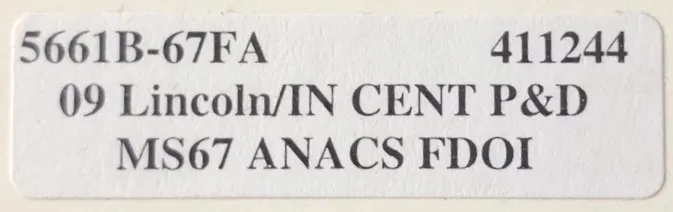 5661B-67FA 411244
09 Lincoln/IN CENT P&D
MS67 ANACS FDOI